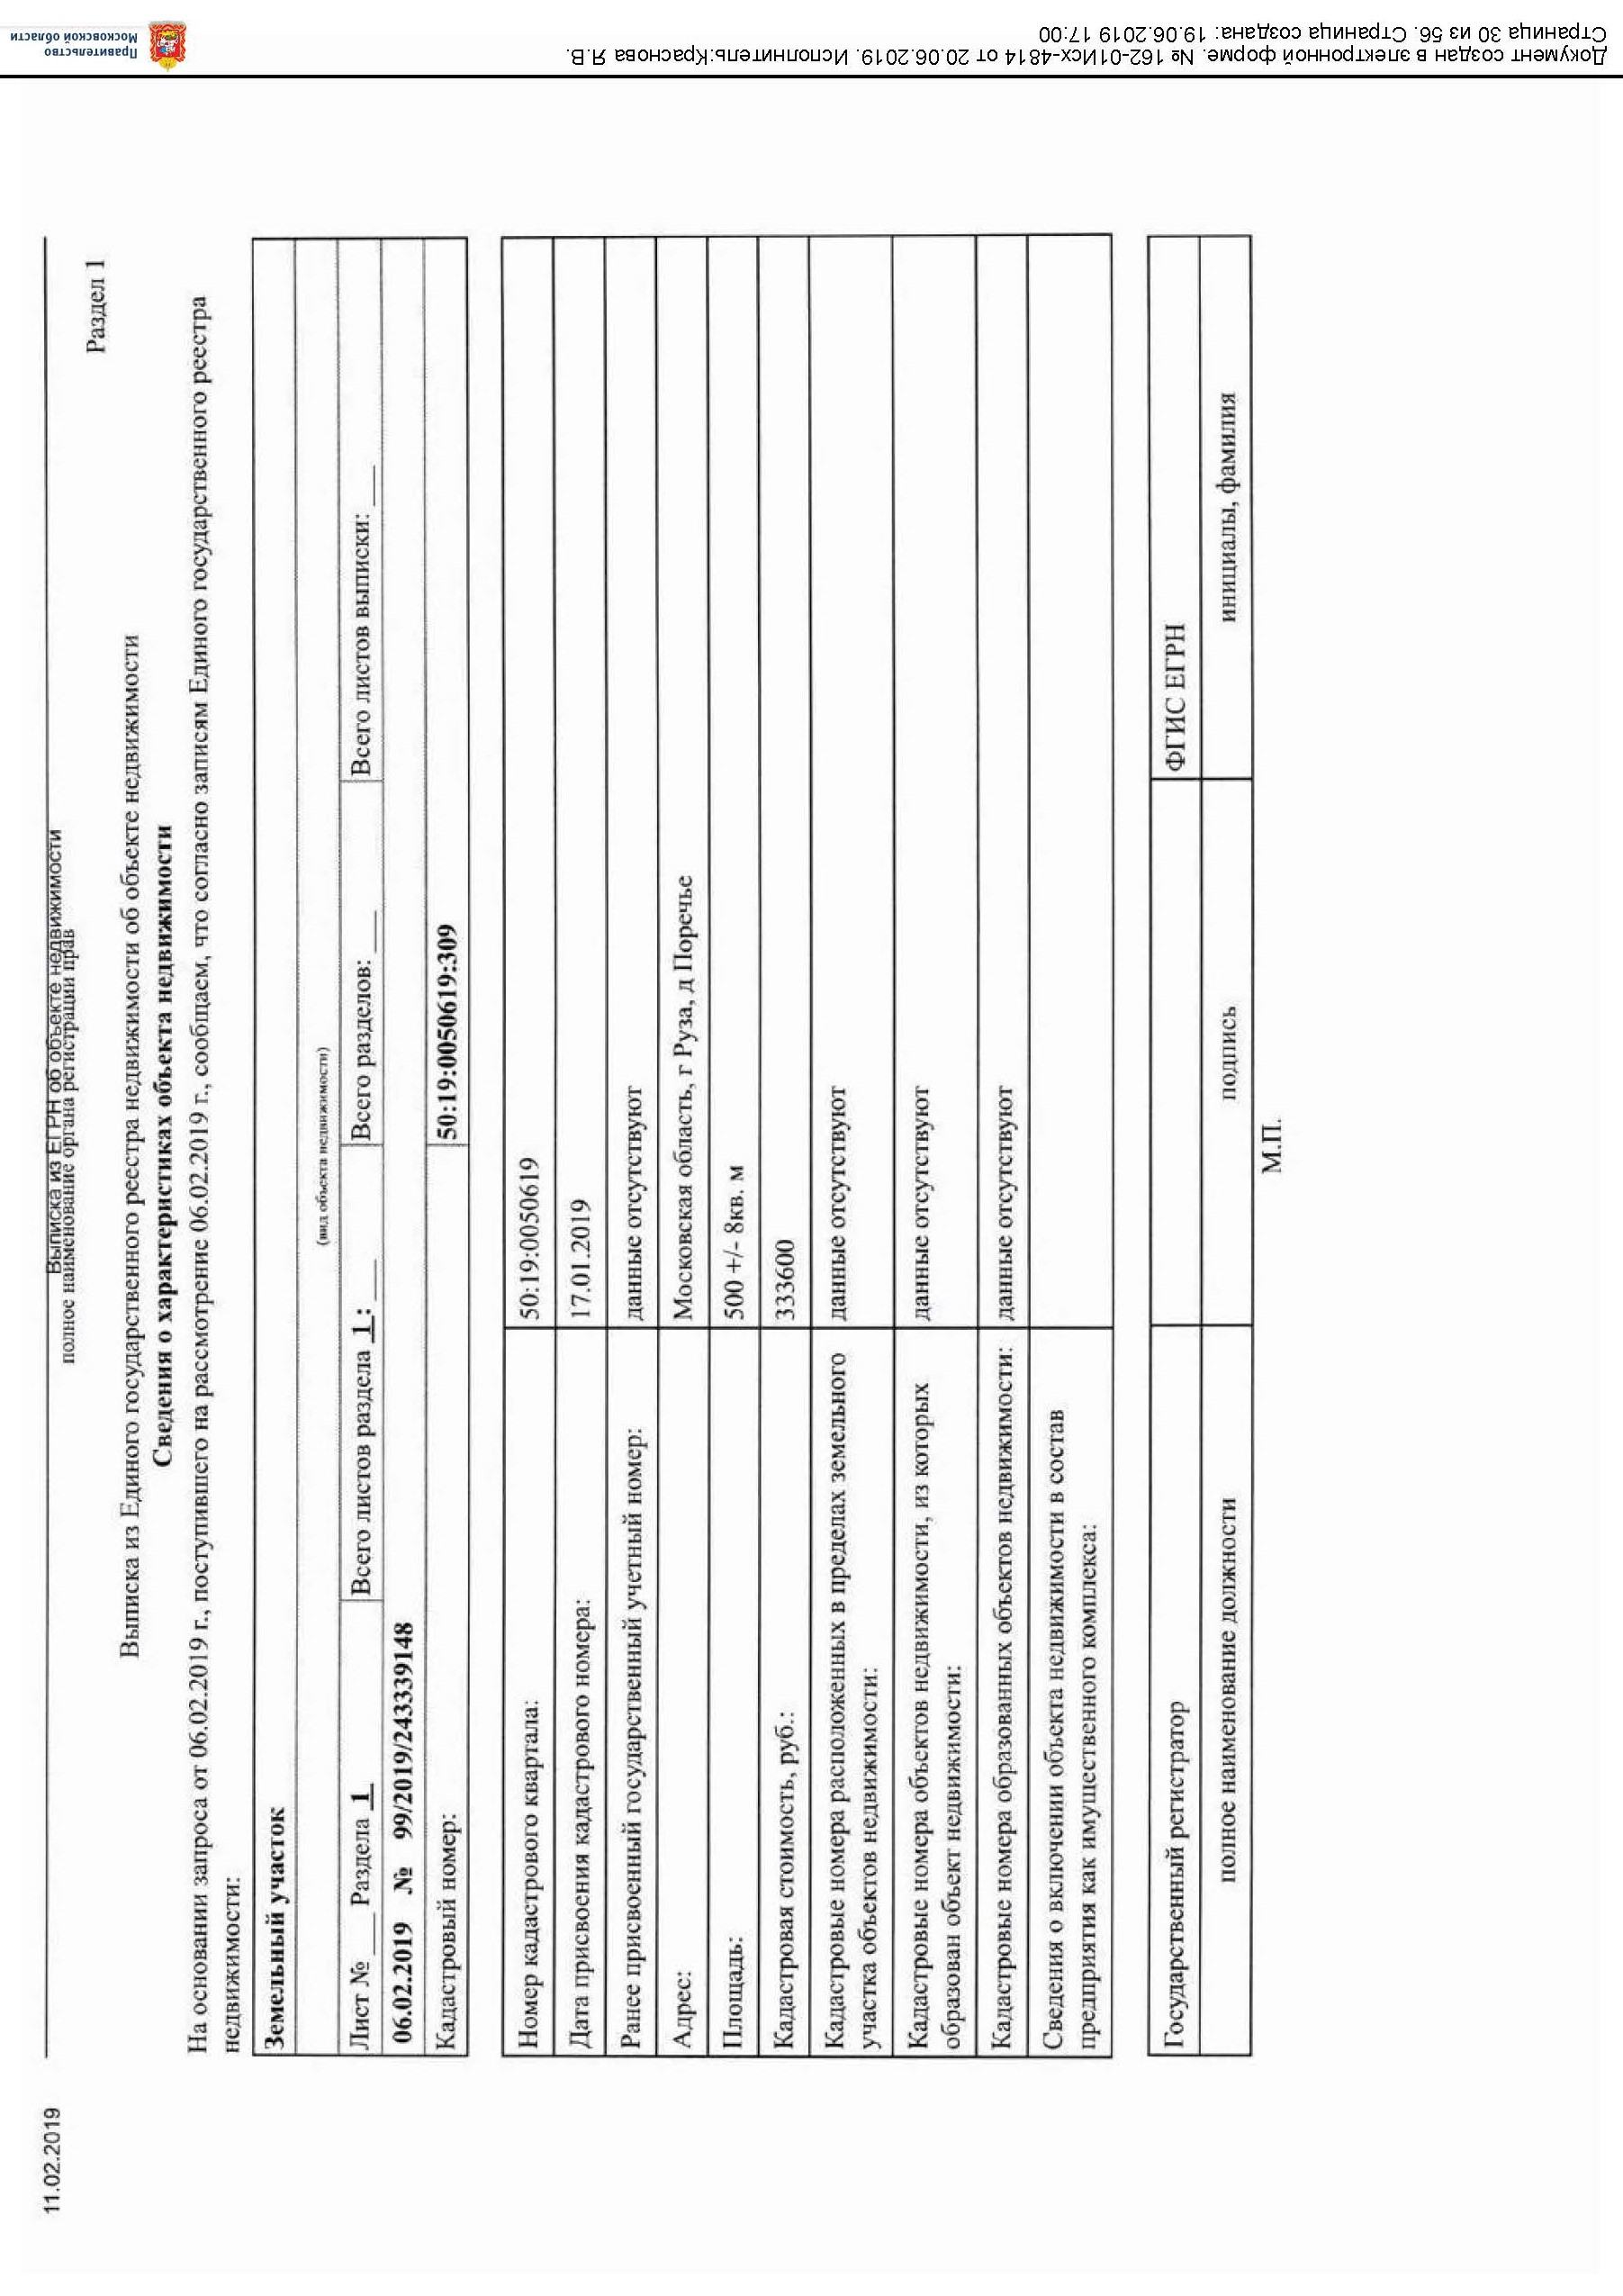 Документ создан в электронной форме. № 162-01Исх-4814 от 20.06.2019. Исполнитель:Краснова Я.В.
Страница 30 из 56. Страница создана: 19.06.2019 17:00
Правительство
Московской области
11.02.2019
Выписка из ЕГРН об объекте недвижимости
полное наименование органа регистрации прав
Раздел 1
Выписка из Единого государственного реестра недвижимости об объекте недвижимости
Сведения о характеристиках объекта недвижимости
На основании запроса от 06.02.2019 г., поступившего на рассмотрение 06.02.2019 г., сообщаем, что согласно записям Единого государственного реестра
недвижимости:
Земельный участок
(вид объекта недвижимости)
Лист № ___ Раздела 1 Всего листов раздела 1: ___ Всего разделов: ___ Всего листов выписки: ___
06.02.2019 № 99/2019/243339148
Кадастровый номер: 50:19:0050619:309
Номер кадастрового квартала: 50:19:0050619
Дата присвоения кадастрового номера: 17.01.2019
Ранее присвоенный государственный учетный номер: данные отсутствуют
Адрес: Московская область, г Руза, д Поречье
Площадь: 500 +/- 8кв. м
Кадастровая стоимость, руб.: 333600
Кадастровые номера расположенных в пределах земельного
участка объектов недвижимости: данные отсутствуют
Кадастровые номера объектов недвижимости, из которых
образован объект недвижимости: данные отсутствуют
Кадастровые номера образованных объектов недвижимости: данные отсутствуют
Сведения о включении объекта недвижимости в состав
предприятия как имущественного комплекса:
Государственный регистратор ФГИС ЕГРН
полное наименование должности подпись инициалы, фамилия
М.П.